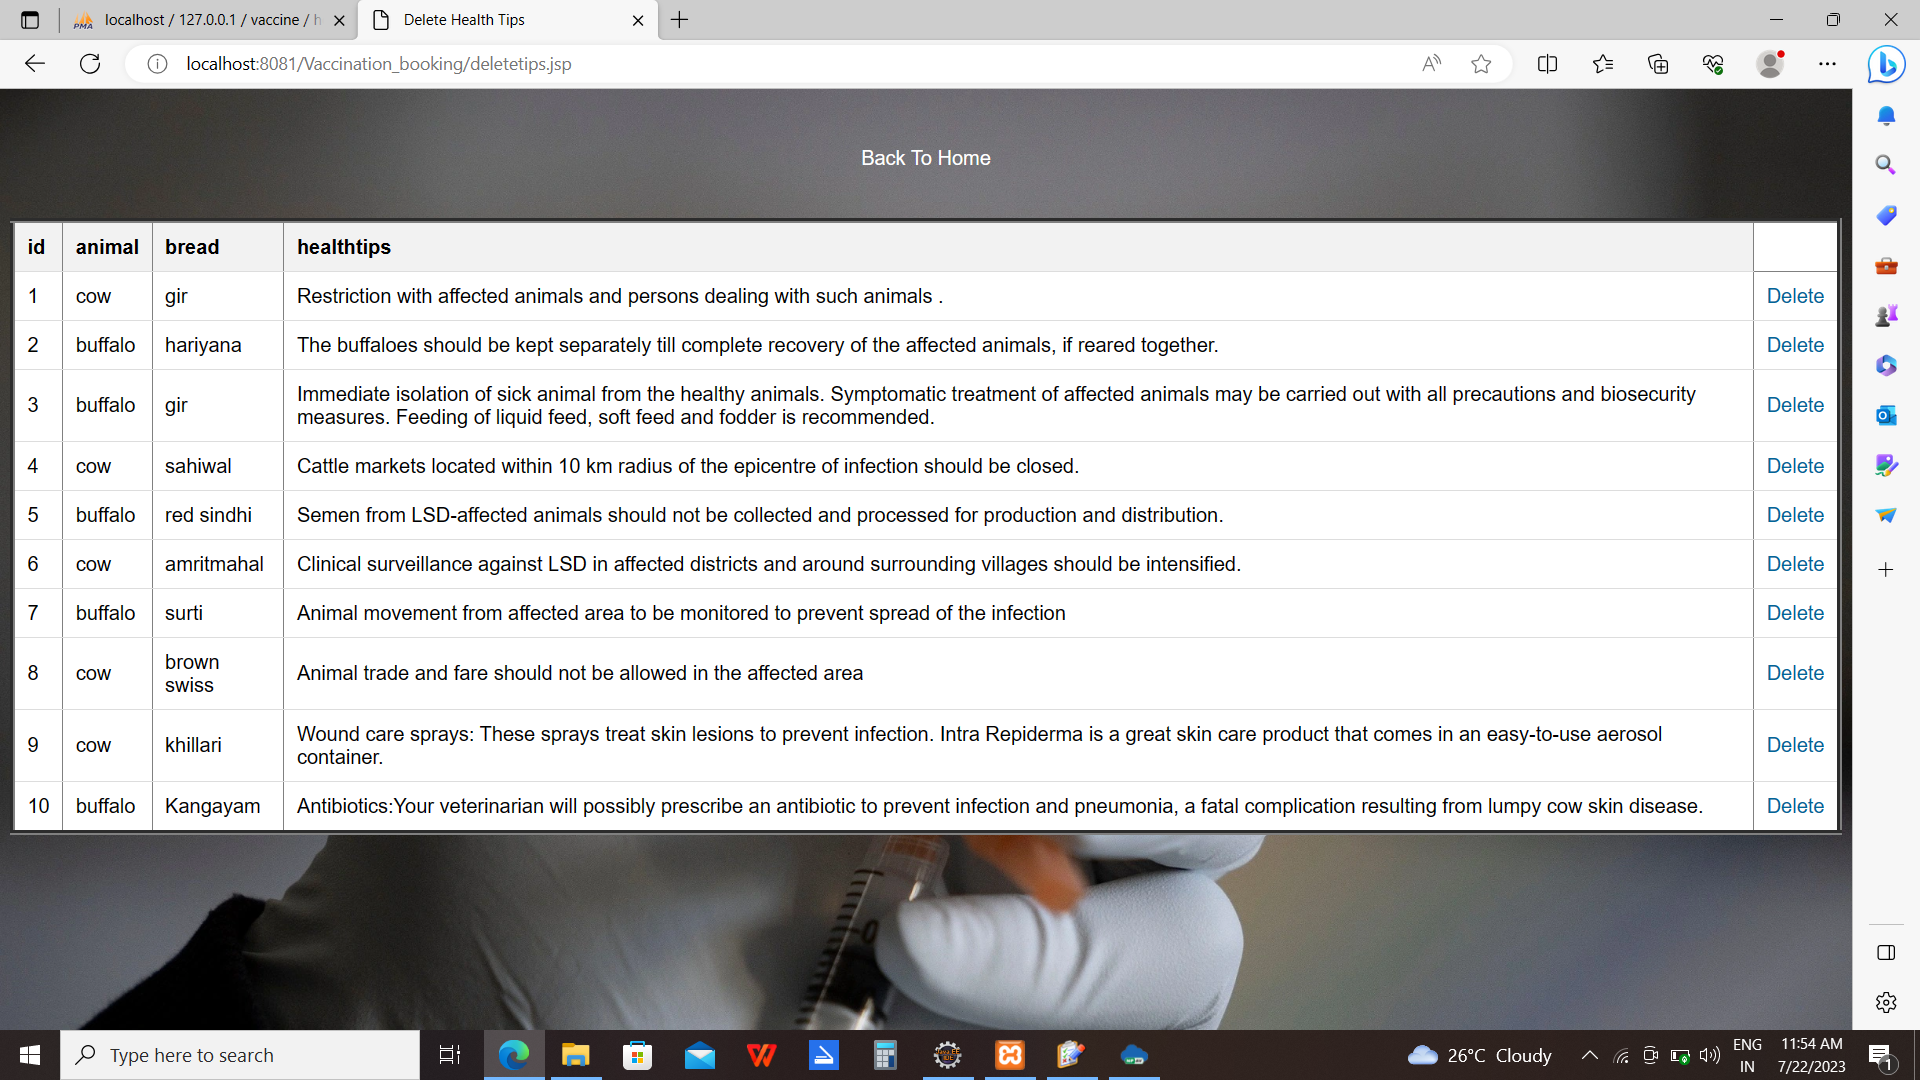 localhost / 127.0.0.1 / vaccine / h
Delete Health Tips
localhost:8081/Vaccination_booking/deletetips.jsp
Back To Home
id animal bread healthtips
1 cow gir Restriction with affected animals and persons dealing with such animals . Delete
2 buffalo hariyana The buffaloes should be kept separately till complete recovery of the affected animals, if reared together. Delete
3 buffalo gir Immediate isolation of sick animal from the healthy animals. Symptomatic treatment of affected animals may be carried out with all precautions and biosecurity
measures. Feeding of liquid feed, soft feed and fodder is recommended. Delete
4 cow sahiwal Cattle markets located within 10 km radius of the epicentre of infection should be closed. Delete
5 buffalo red sindhi Semen from LSD-affected animals should not be collected and processed for production and distribution. Delete
6 cow amritmahal Clinical surveillance against LSD in affected districts and around surrounding villages should be intensified. Delete
7 buffalo surti Animal movement from affected area to be monitored to prevent spread of the infection Delete
8 cow brown
swiss Animal trade and fare should not be allowed in the affected area Delete
9 cow khillari Wound care sprays: These sprays treat skin lesions to prevent infection. Intra Repiderma is a great skin care product that comes in an easy-to-use aerosol
container. Delete
10 buffalo Kangayam Antibiotics:Your veterinarian will possibly prescribe an antibiotic to prevent infection and pneumonia, a fatal complication resulting from lumpy cow skin disease. Delete
Type here to search
26°C Cloudy
ENG
IN
11:54 AM
7/22/2023
1